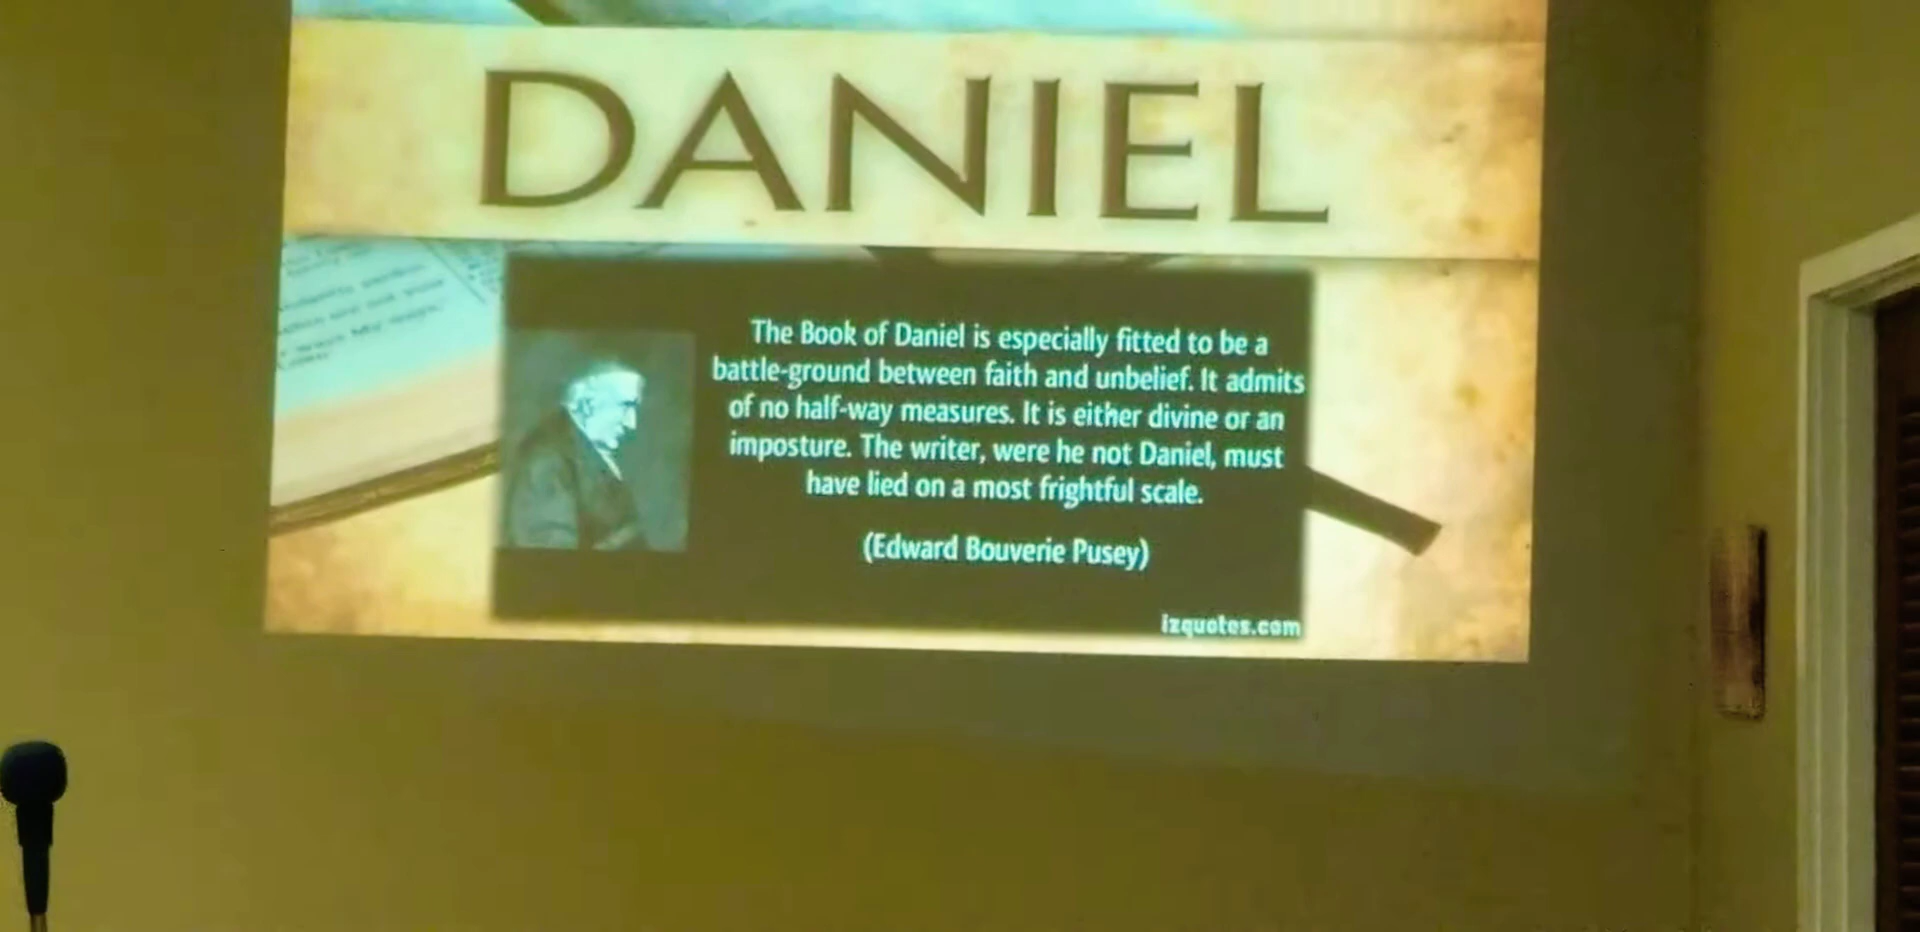 DANIEL
The Book of Daniel is especially fitted to be a
battle-ground between faith and unbelief. It admits
of no half-way measures. It is either divine or an
imposture. The writer, were he not Daniel, must
have lied on a most frightful scale.
(Edward Bouverie Pusey)
izquotes.com